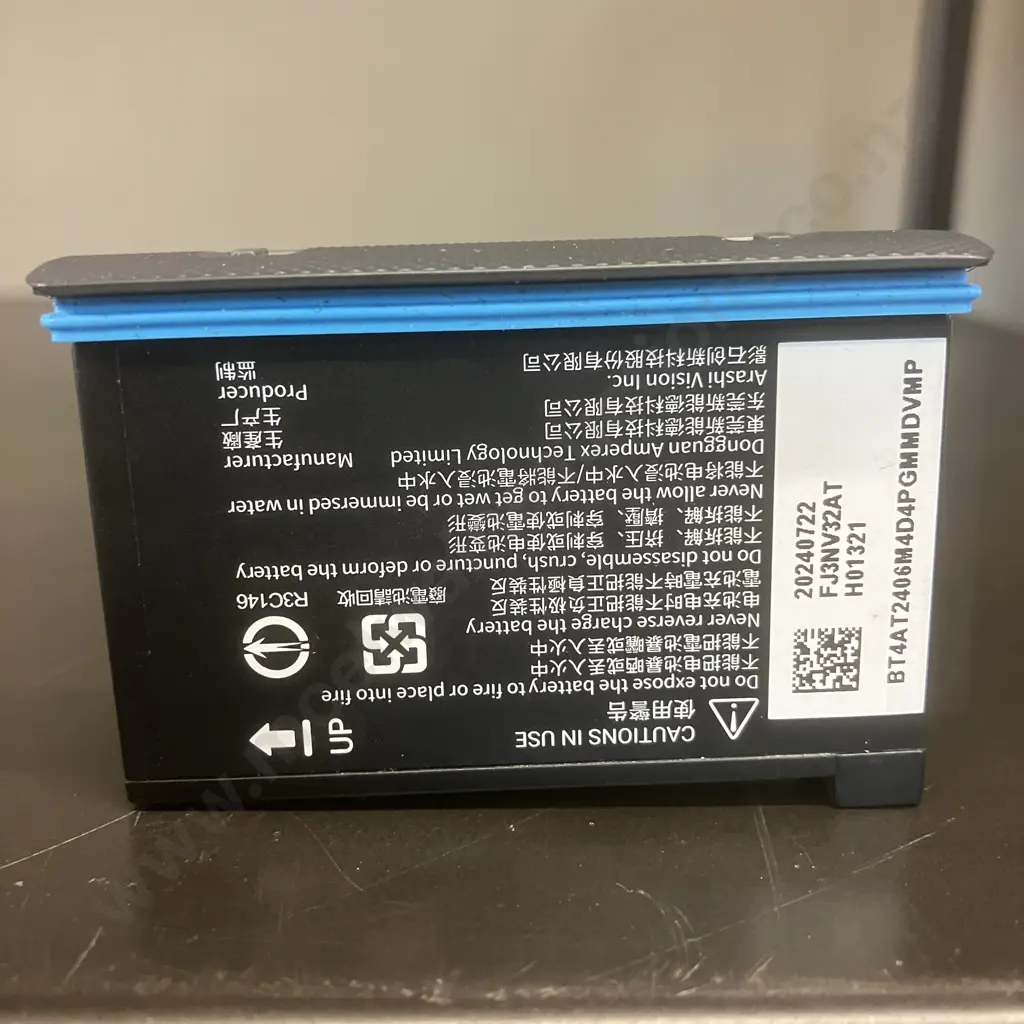 CAUTIONS IN USE
使用警告
Do not expose the battery to fire or place into fire
不能把电池暴晒或丢入火中
不能把電池暴曬或丟入火中
Never reverse charge the battery
电池充电时不能把正负极性装反
電池充電時不能把正負極性裝反
Do not disassemble, crush, puncture or deform the battery
不能拆解、挤压、穿刺或使电池变形
不能拆解、擠壓、穿刺或使電池變形
Never allow the battery to get wet or be immersed in water
不能将电池浸入水中/不能將電池浸入水中
Dongguan Amperex Technology Limited Manufacturer
東莞新能德科技有限公司 生產廠
东莞新能德科技有限公司 生产厂
Arashi Vision Inc. Producer
影石创新科技股份有限公司 监制
UP
廢電池請回收
R3C146
20240722
FJ3NV32AT
H01321
BT4AT2406M4D4PGMMDVMP